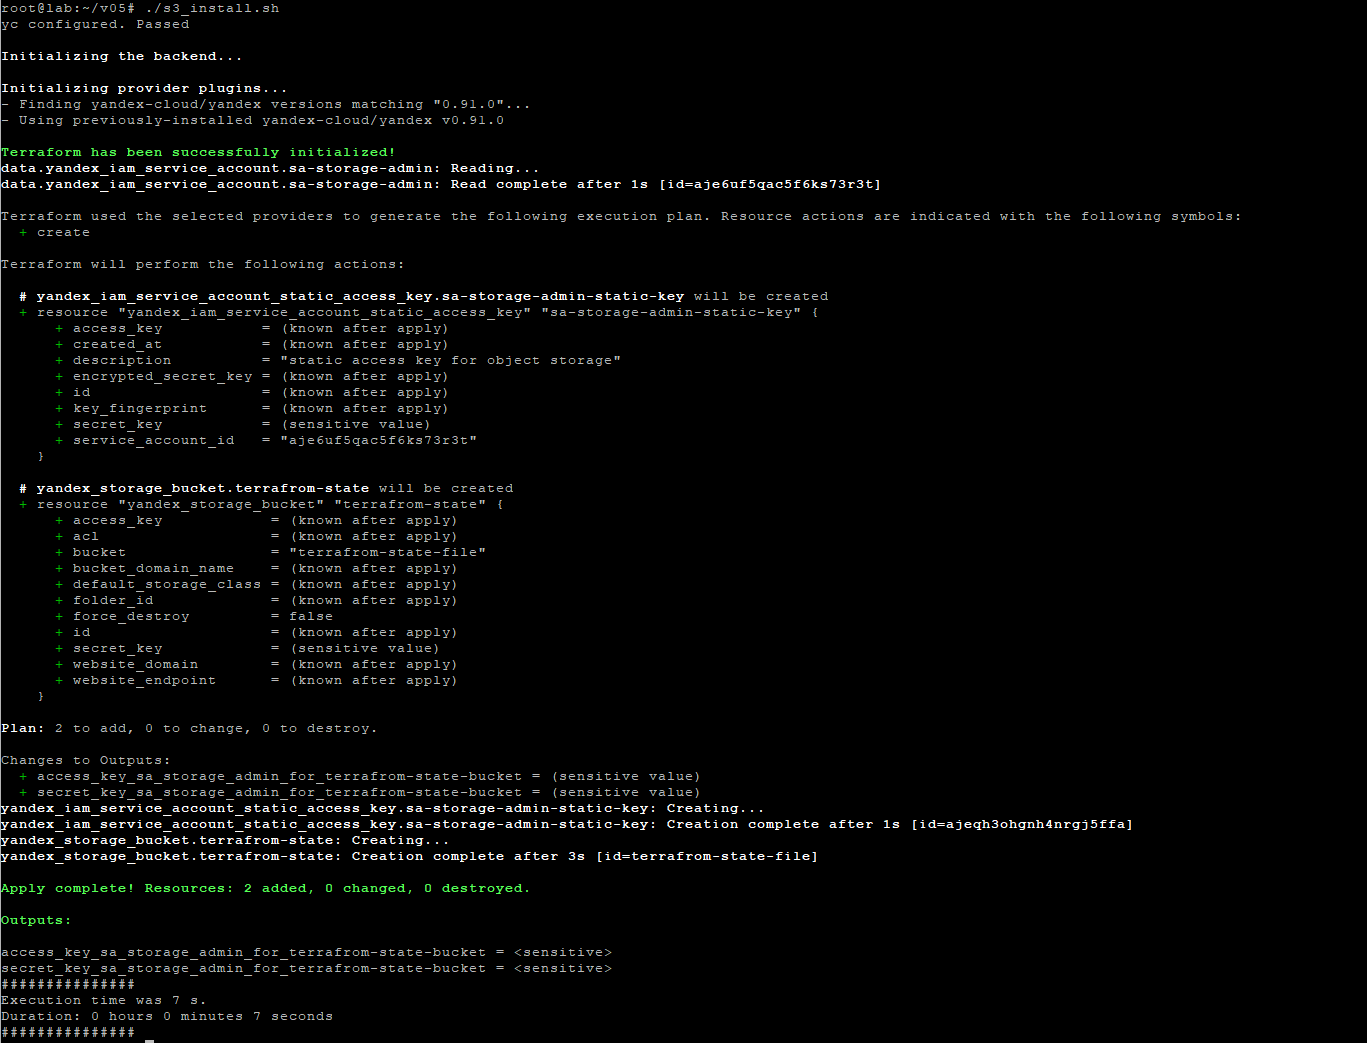 root@lab:~/v05# ./s3_install.sh
yc configured. Passed
Initializing the backend...
Initializing provider plugins...
- Finding yandex-cloud/yandex versions matching "0.91.0"...
- Using previously-installed yandex-cloud/yandex v0.91.0
Terraform has been successfully initialized!
data.yandex_iam_service_account.sa-storage-admin: Reading...
data.yandex_iam_service_account.sa-storage-admin: Read complete after 1s [id=aje6uf5qac5f6ks73r3t]
Terraform used the selected providers to generate the following execution plan. Resource actions are indicated with the following symbols:
  + create
Terraform will perform the following actions:
  # yandex_iam_service_account_static_access_key.sa-storage-admin-static-key will be created
  + resource "yandex_iam_service_account_static_access_key" "sa-storage-admin-static-key" {
      + access_key           = (known after apply)
      + created_at           = (known after apply)
      + description          = "static access key for object storage"
      + encrypted_secret_key = (known after apply)
      + id                   = (known after apply)
      + key_fingerprint      = (known after apply)
      + secret_key           = (sensitive value)
      + service_account_id   = "aje6uf5qac5f6ks73r3t"
    }
  # yandex_storage_bucket.terrafrom-state will be created
  + resource "yandex_storage_bucket" "terrafrom-state" {
      + access_key            = (known after apply)
      + acl                   = (known after apply)
      + bucket                = "terrafrom-state-file"
      + bucket_domain_name    = (known after apply)
      + default_storage_class = (known after apply)
      + folder_id             = (known after apply)
      + force_destroy         = false
      + id                    = (known after apply)
      + secret_key            = (sensitive value)
      + website_domain        = (known after apply)
      + website_endpoint      = (known after apply)
    }
Plan: 2 to add, 0 to change, 0 to destroy.
Changes to Outputs:
  + access_key_sa_storage_admin_for_terrafrom-state-bucket = (sensitive value)
  + secret_key_sa_storage_admin_for_terrafrom-state-bucket = (sensitive value)
yandex_iam_service_account_static_access_key.sa-storage-admin-static-key: Creating...
yandex_iam_service_account_static_access_key.sa-storage-admin-static-key: Creation complete after 1s [id=ajeqh3ohgnh4nrgj5ffa]
yandex_storage_bucket.terrafrom-state: Creating...
yandex_storage_bucket.terrafrom-state: Creation complete after 3s [id=terrafrom-state-file]
Apply complete! Resources: 2 added, 0 changed, 0 destroyed.
Outputs:
access_key_sa_storage_admin_for_terrafrom-state-bucket = <sensitive>
secret_key_sa_storage_admin_for_terrafrom-state-bucket = <sensitive>
###############
Execution time was 7 s.
Duration: 0 hours 0 minutes 7 seconds
###############